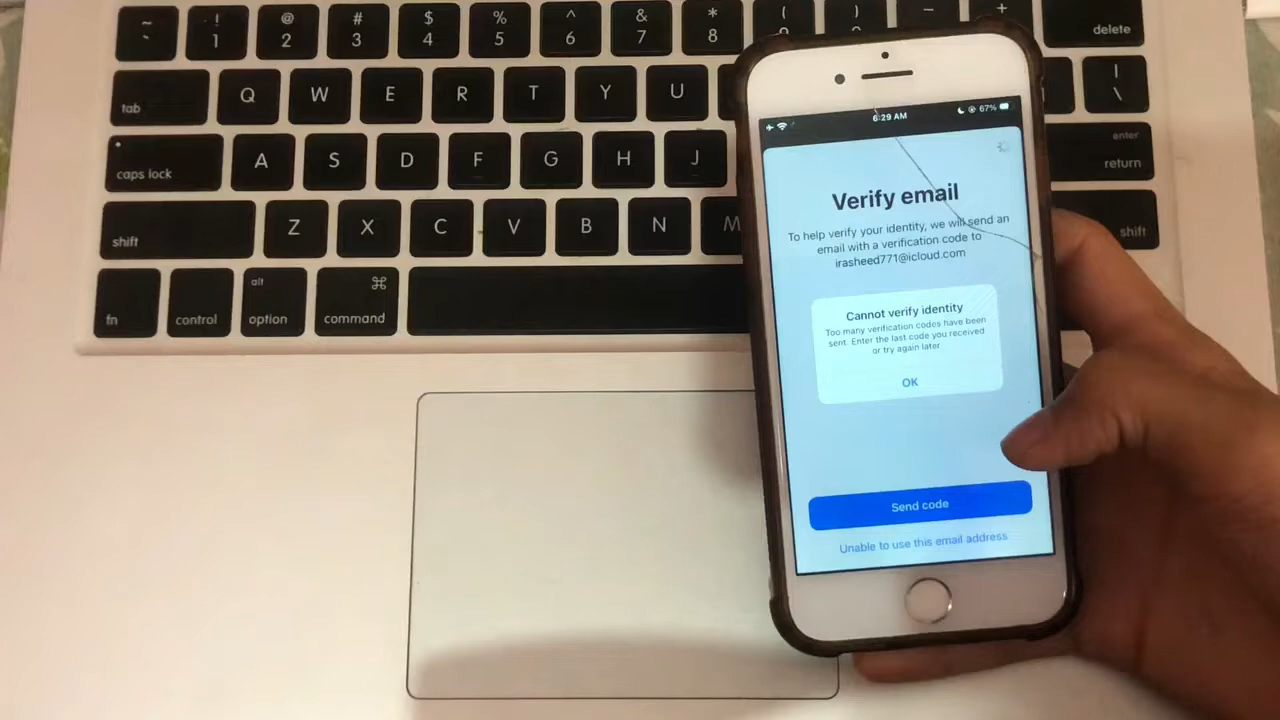 ~ ! @ # $ % ^ & * ( ) − +
` 1 2 3 4 5 6 7 8 9 delete
tab Q W E R T Y U | \
caps lock A S D F G H J enter return
shift Z X C V B N M shift
fn control alt option ⌘ command
6:29 AM 67%
Verify email
To help verify your identity, we will send an
email with a verification code to
irasheed771@icloud.com
Cannot verify identity
Too many verification codes have been
sent. Enter the last code you received
or try again later
OK
Send code
Unable to use this email address